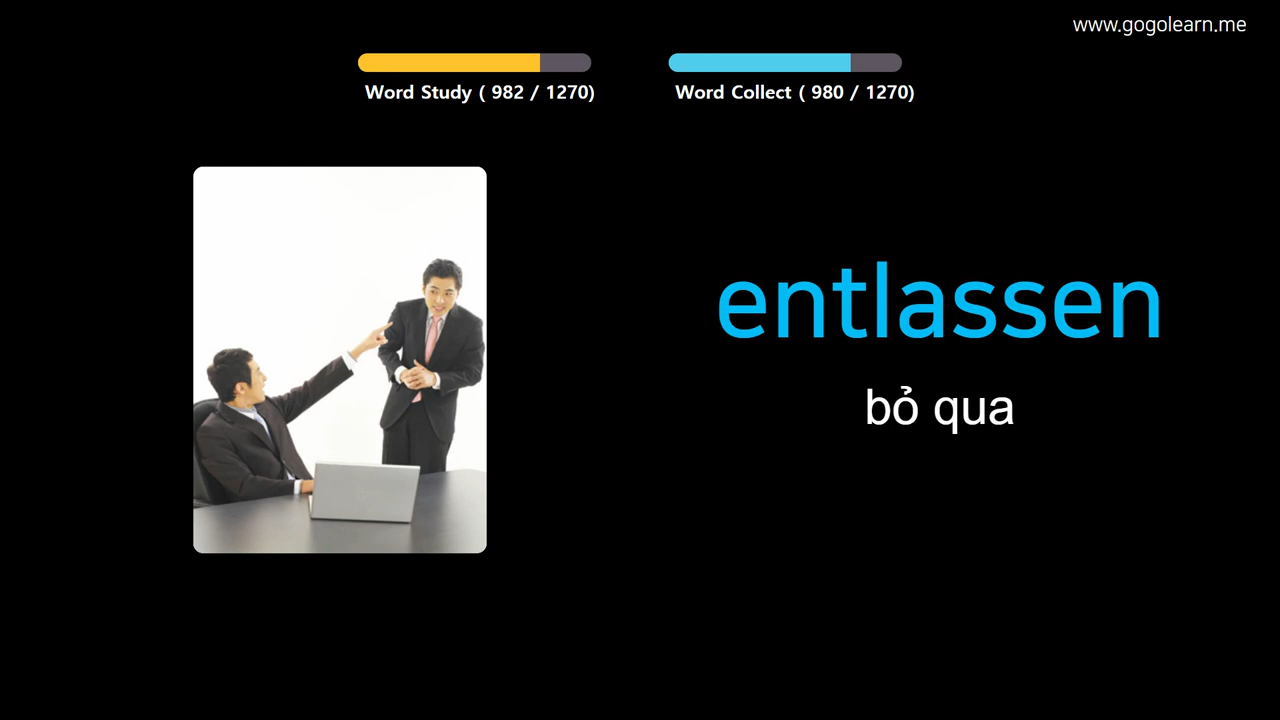 www.gogolearn.me
Word Study ( 982 / 1270)
Word Collect ( 980 / 1270)
entlassen
bỏ qua